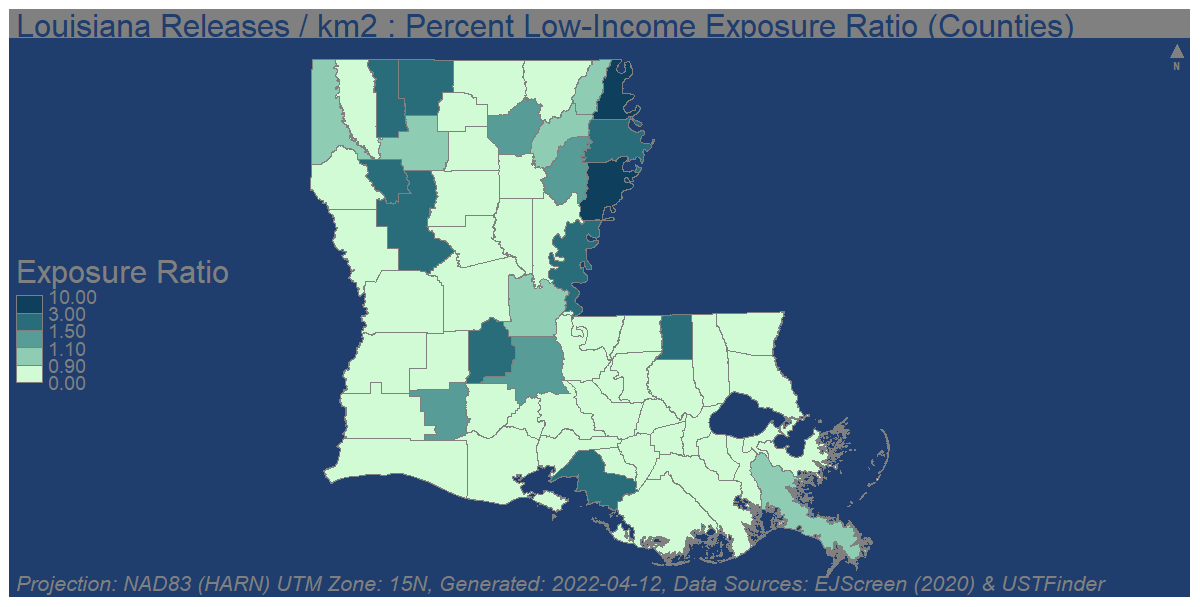 Louisiana Releases / km2 : Percent Low-Income Exposure Ratio (Counties)
N
Exposure Ratio
10.00
3.00
1.50
1.10
0.90
0.00
Projection: NAD83 (HARN) UTM Zone: 15N, Generated: 2022-04-12, Data Sources: EJScreen (2020) & USTFinder